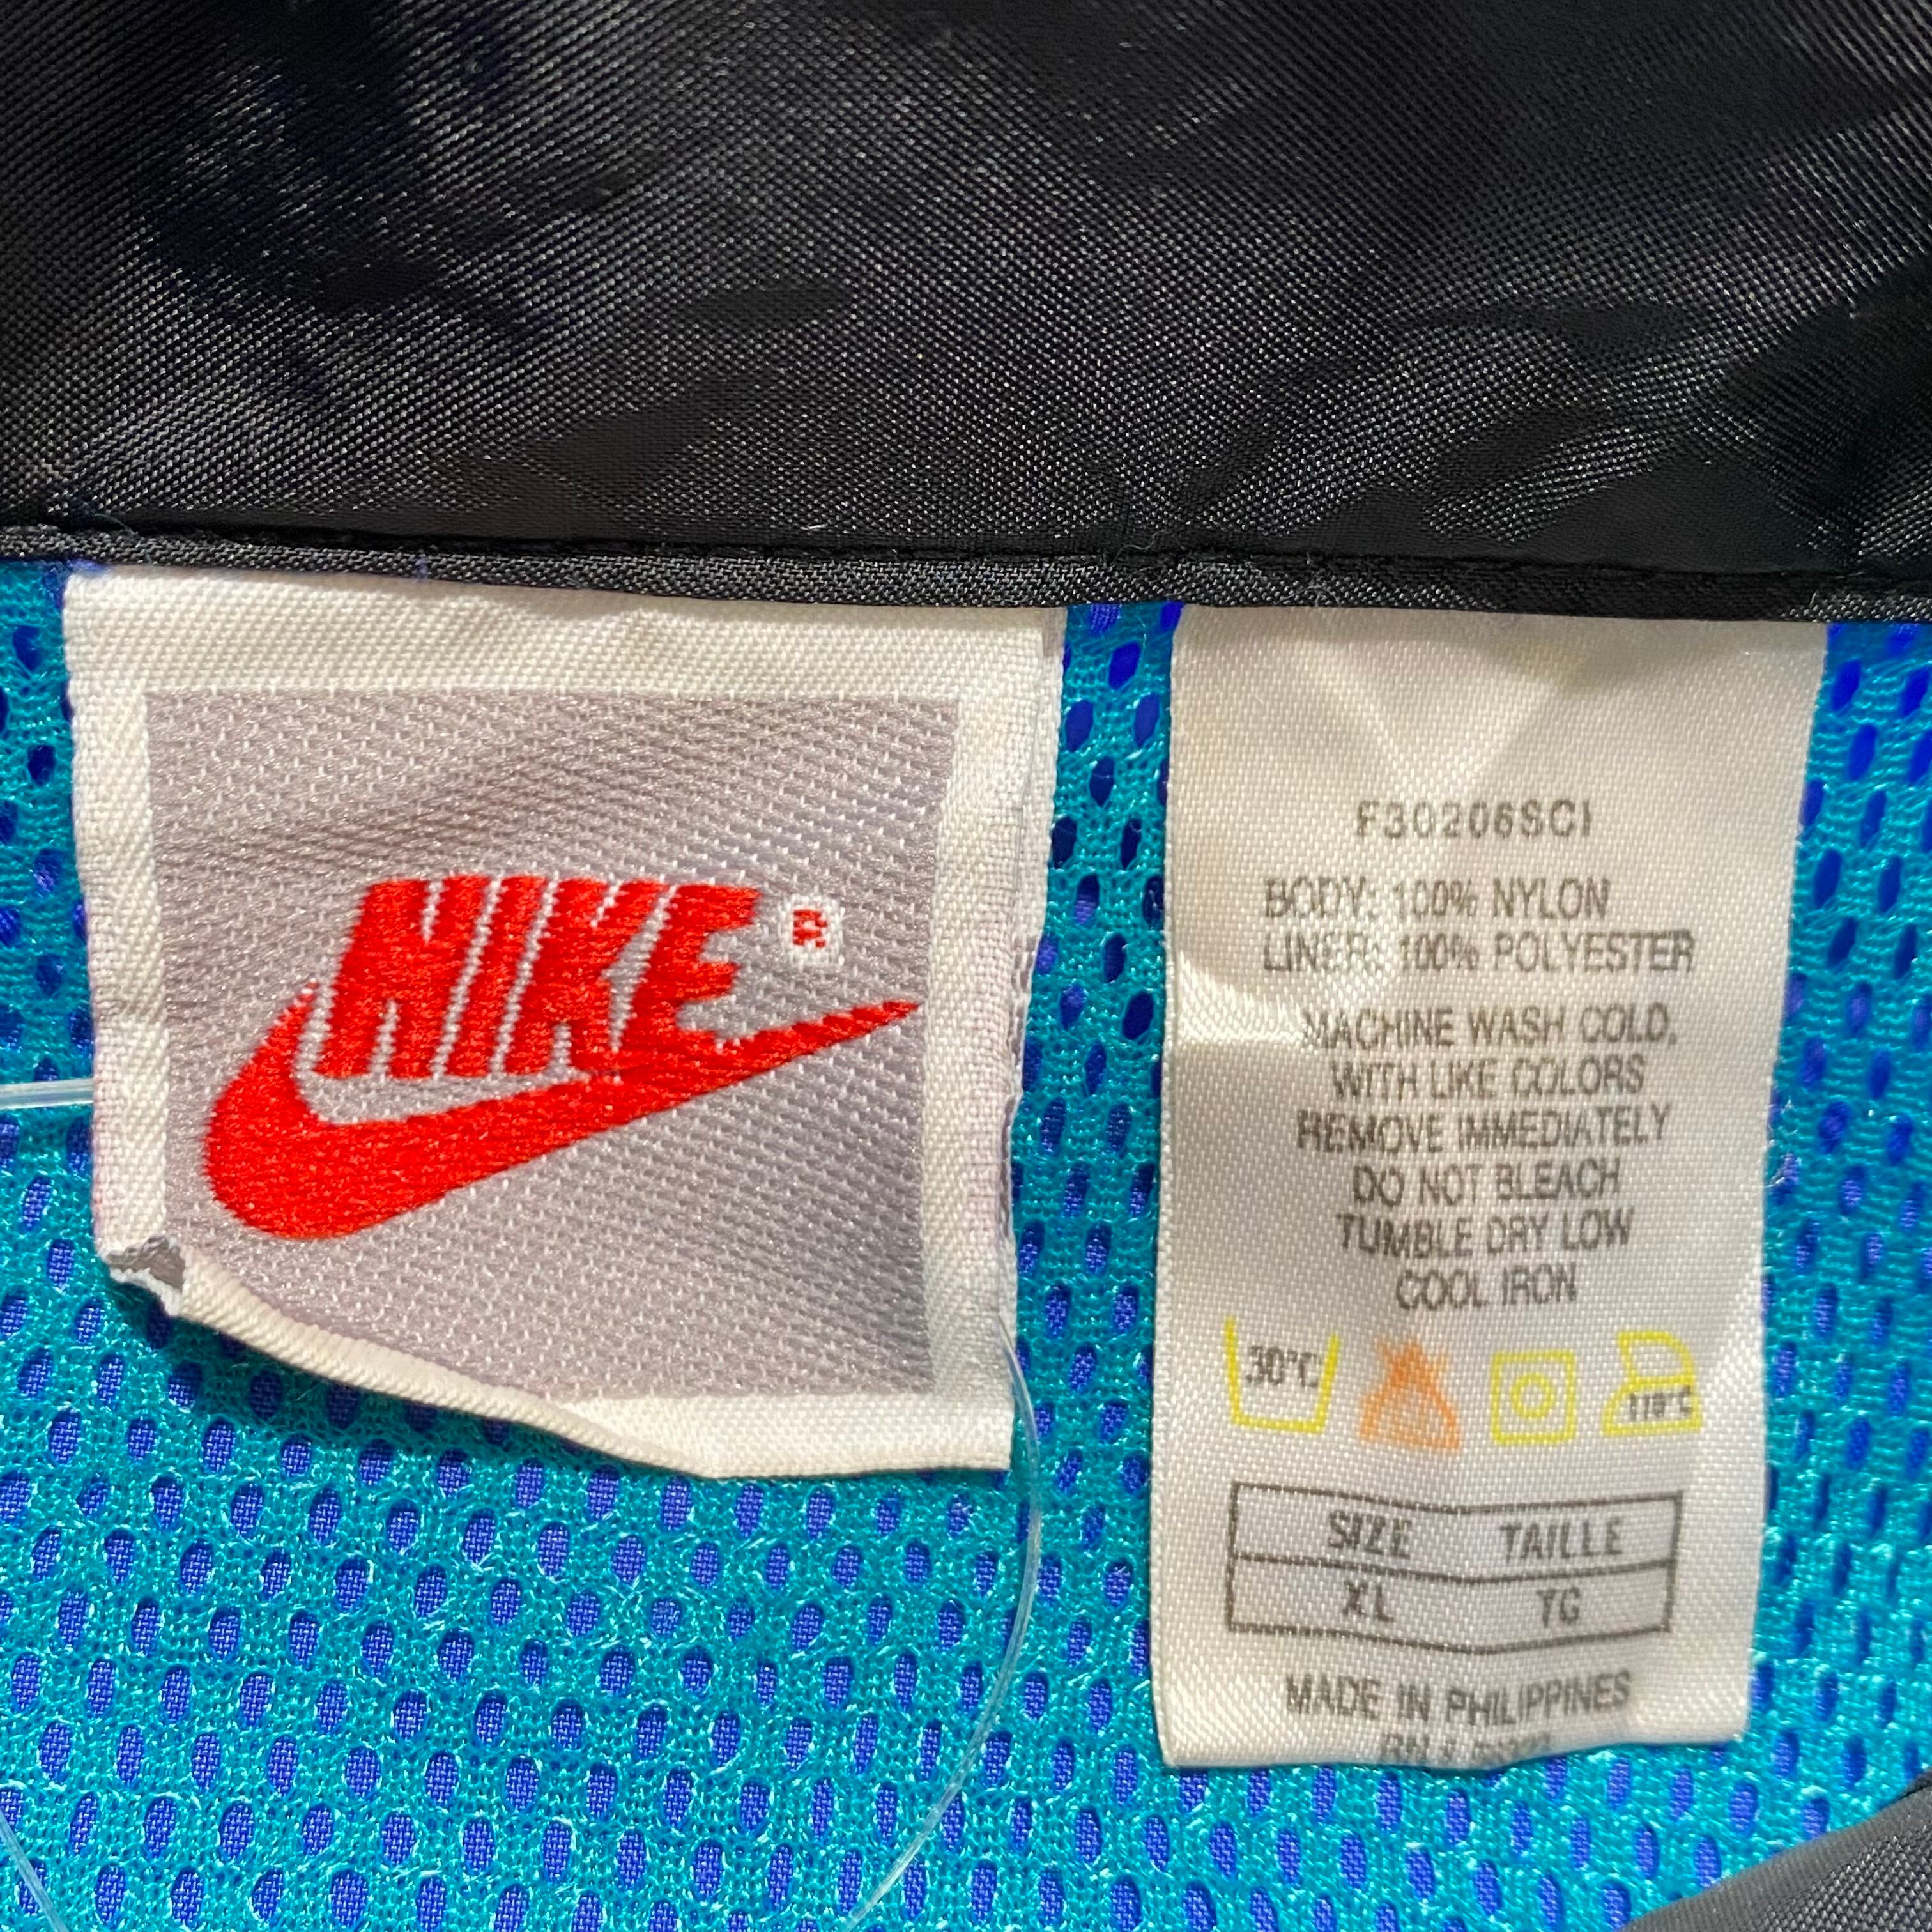 NIKE ®
F30206SCI
BODY: 100% NYLON
LINER: 100% POLYESTER
MACHINE WASH COLD,
WITH LIKE COLORS
REMOVE IMMEDIATELY
DO NOT BLEACH
TUMBLE DRY LOW
COOL IRON
30°C 110°C
SIZE TAILLE
XL YG
MADE IN PHILIPPINES